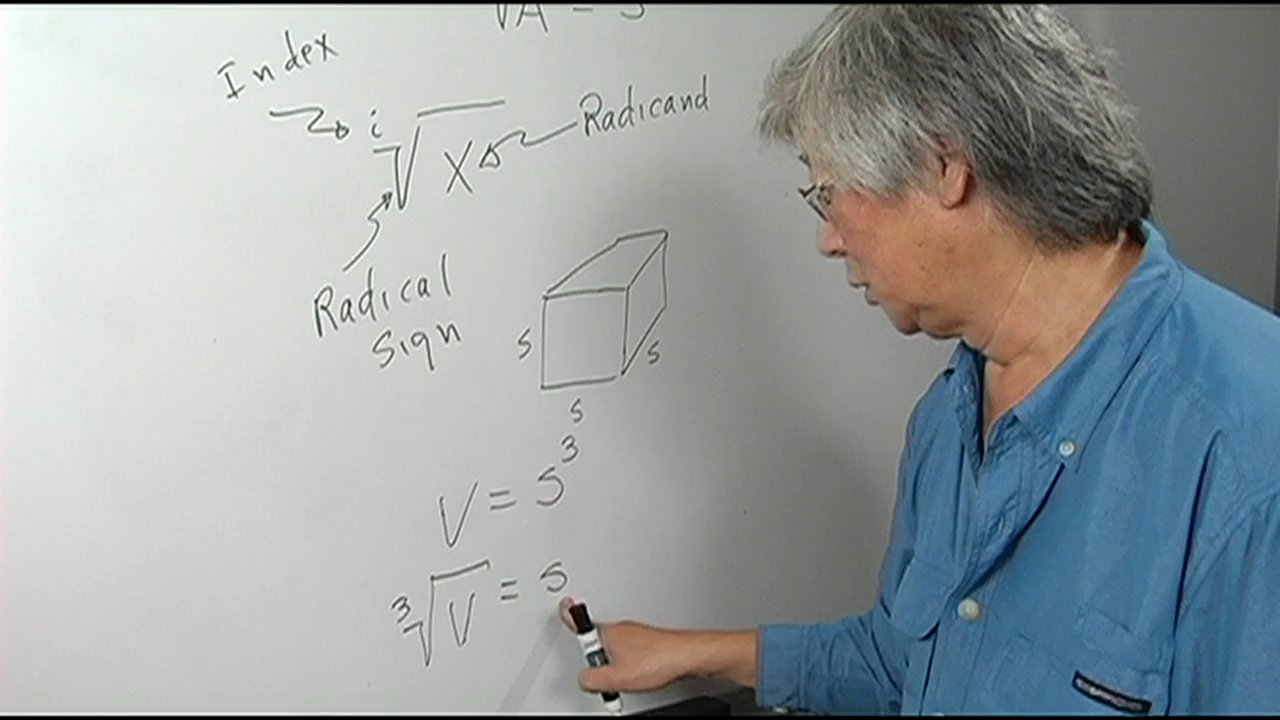 √A = S
Index
i√X
Radicand
Radical
Sign
s
s
s
V = S³
³√V = S